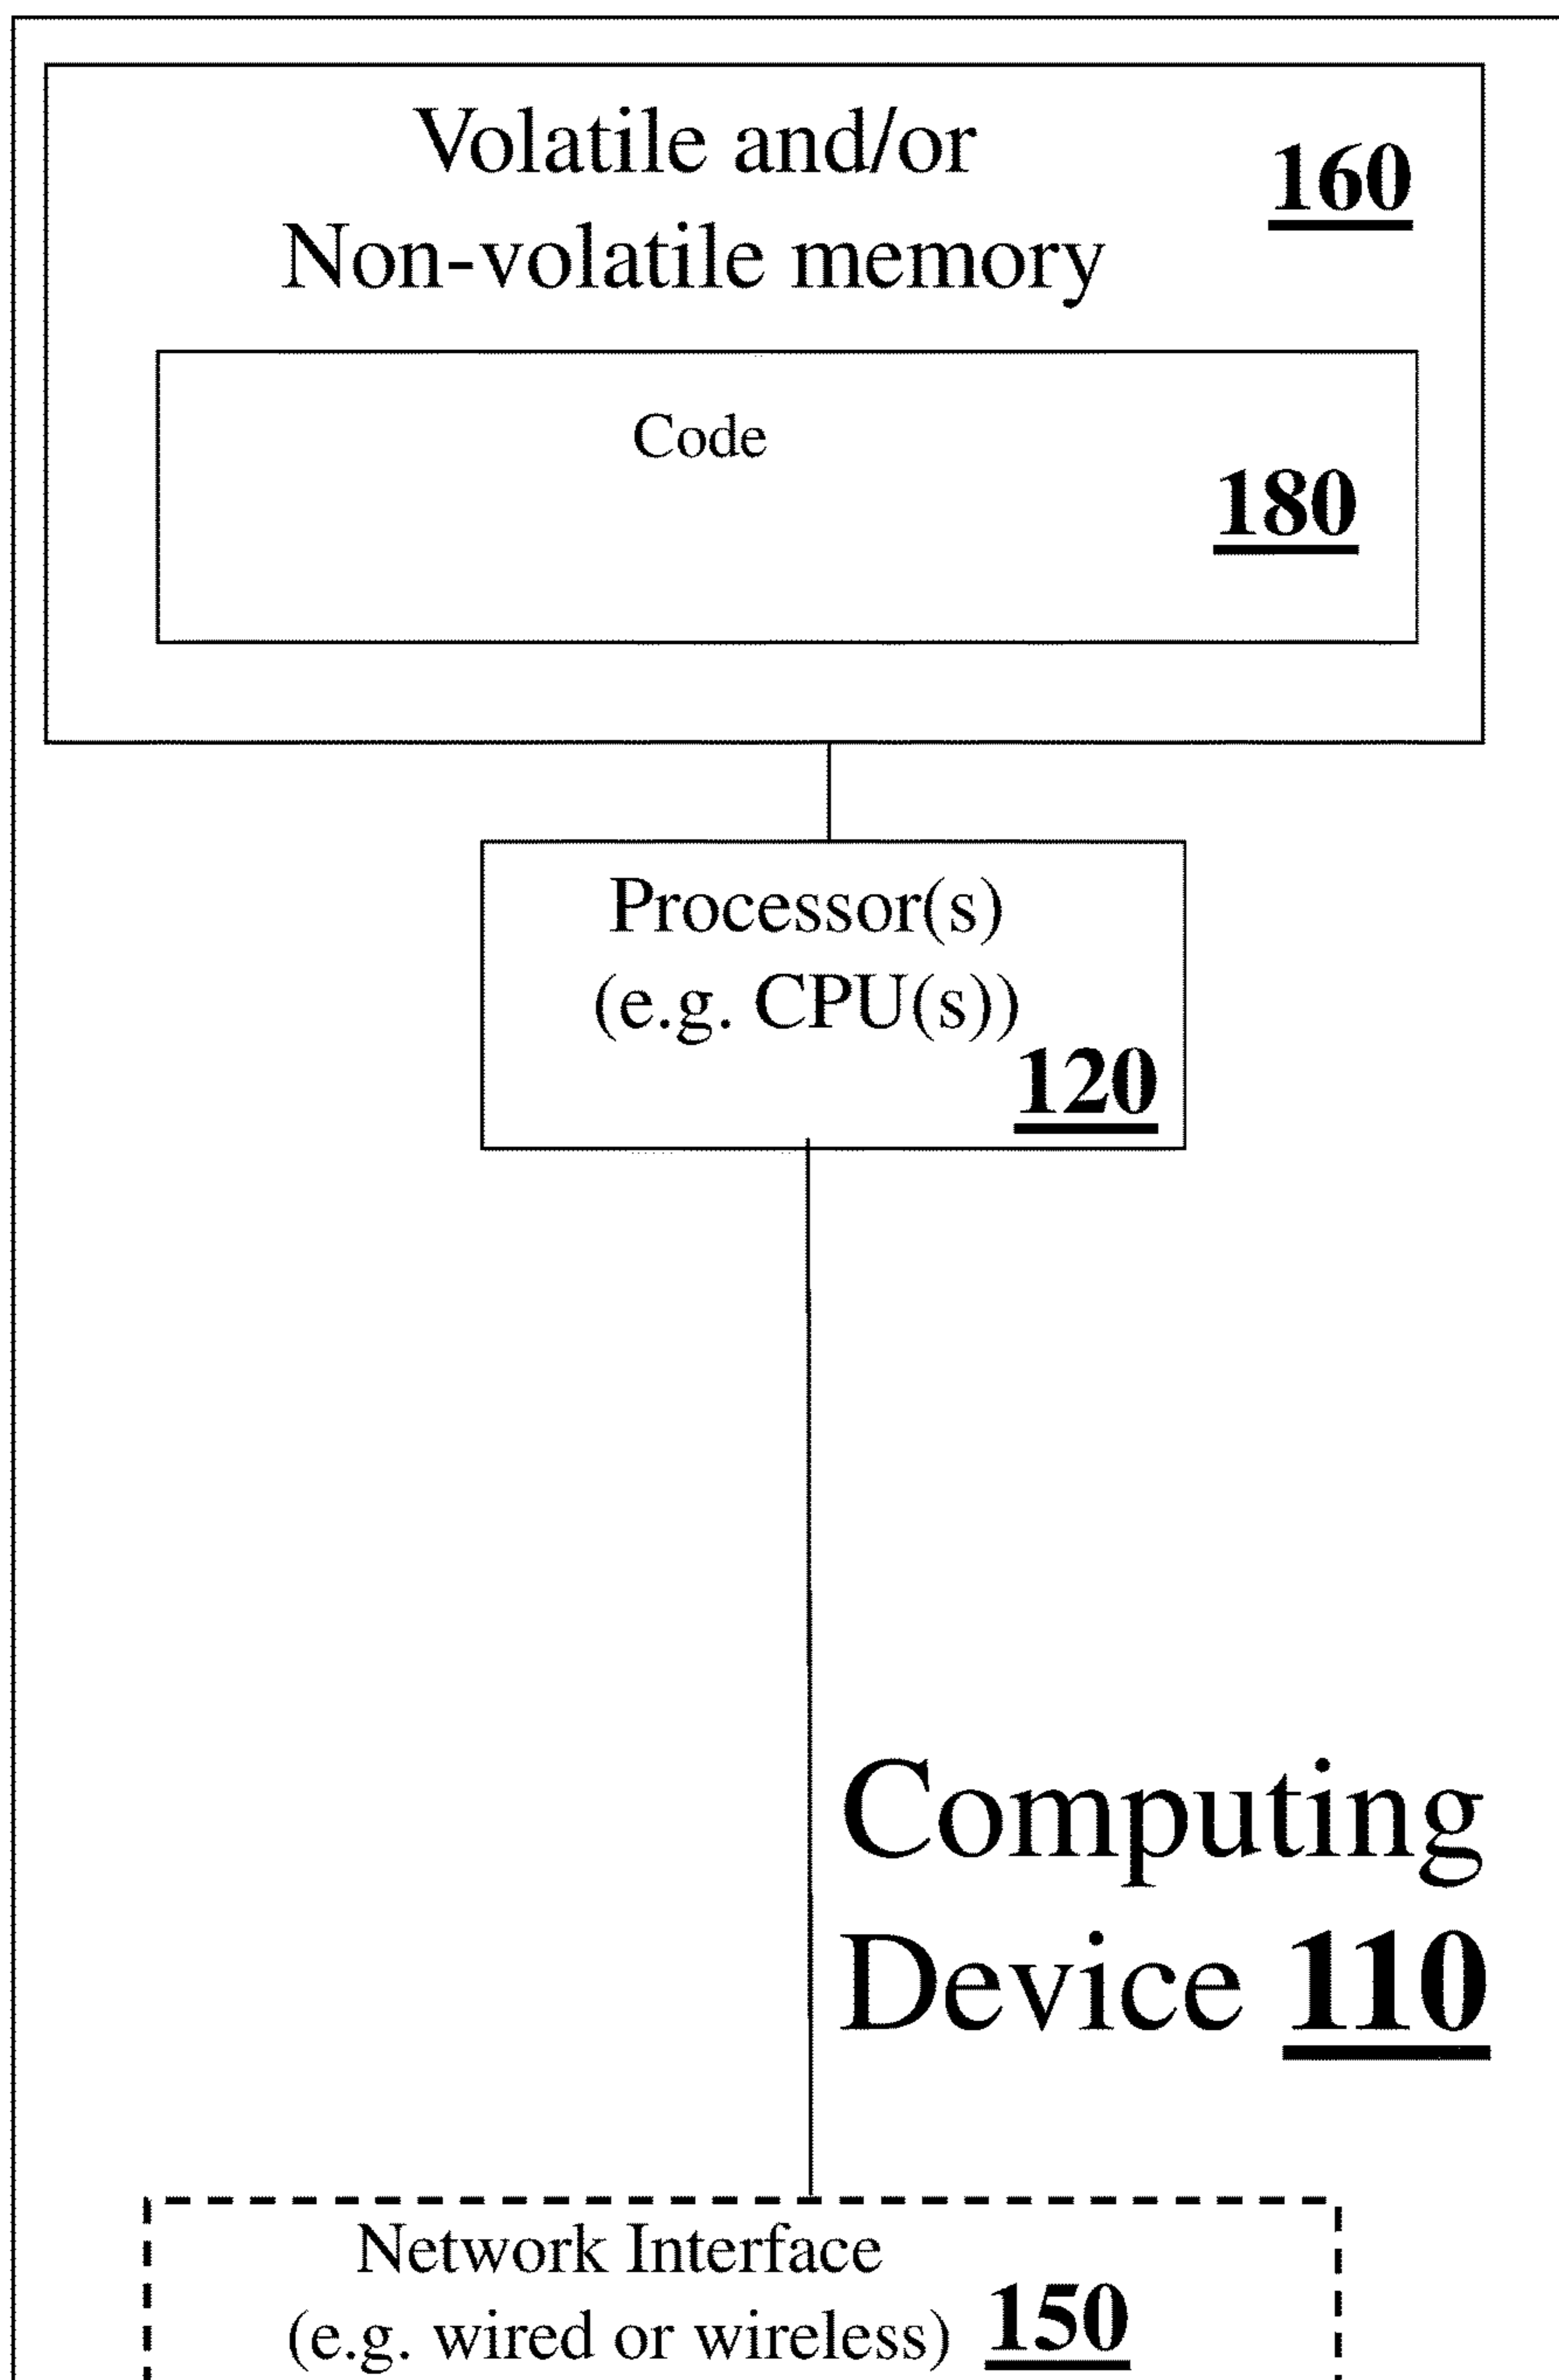 Volatile and/or
Non-volatile memory
160
Code
180
Processor(s)
(e.g. CPU(s))
120
Computing
Device 110
Network Interface
(e.g. wired or wireless) 150